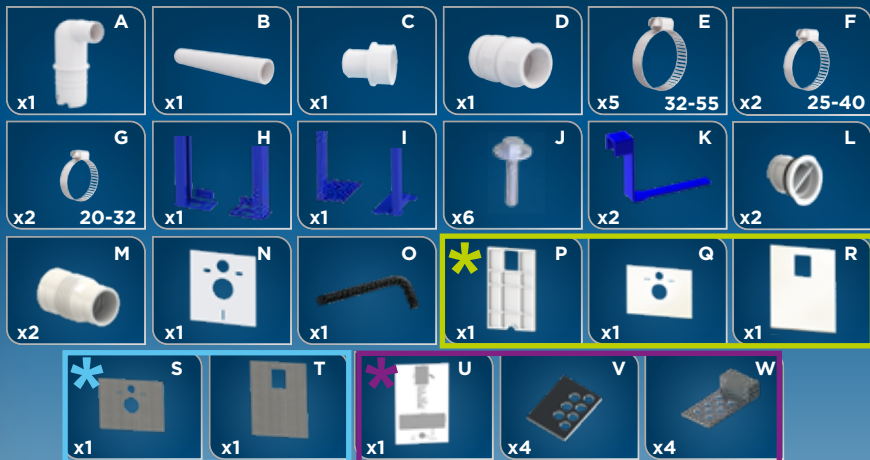 A
x1
B
x1
C
x1
D
x1
E
x5 32-55
F
x2 25-40
G
x2 20-32
H
x1
I
x1
J
x6
K
x2
L
x2
M
x2
N
x1
O
x1
* P
x1
Q
x1
R
x1
* S
x1
T
x1
* U
x1
V
x4
W
x4